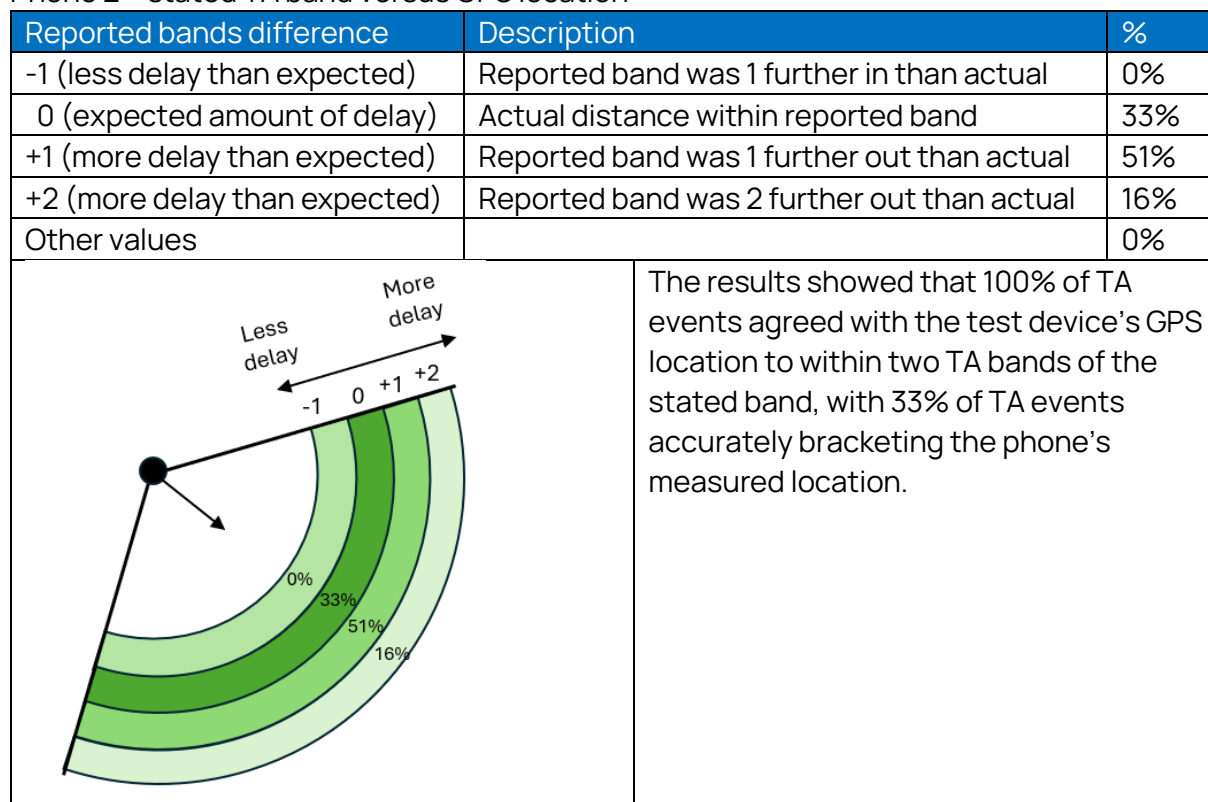 Reported bands difference Description %
-1 (less delay than expected) Reported band was 1 further in than actual 0%
0 (expected amount of delay) Actual distance within reported band 33%
+1 (more delay than expected) Reported band was 1 further out than actual 51%
+2 (more delay than expected) Reported band was 2 further out than actual 16%
Other values 0%
More
delay
Less
delay
-1 0 +1 +2
0%
33%
51%
16%
The results showed that 100% of TA
events agreed with the test device's GPS
location to within two TA bands of the
stated band, with 33% of TA events
accurately bracketing the phone's
measured location.